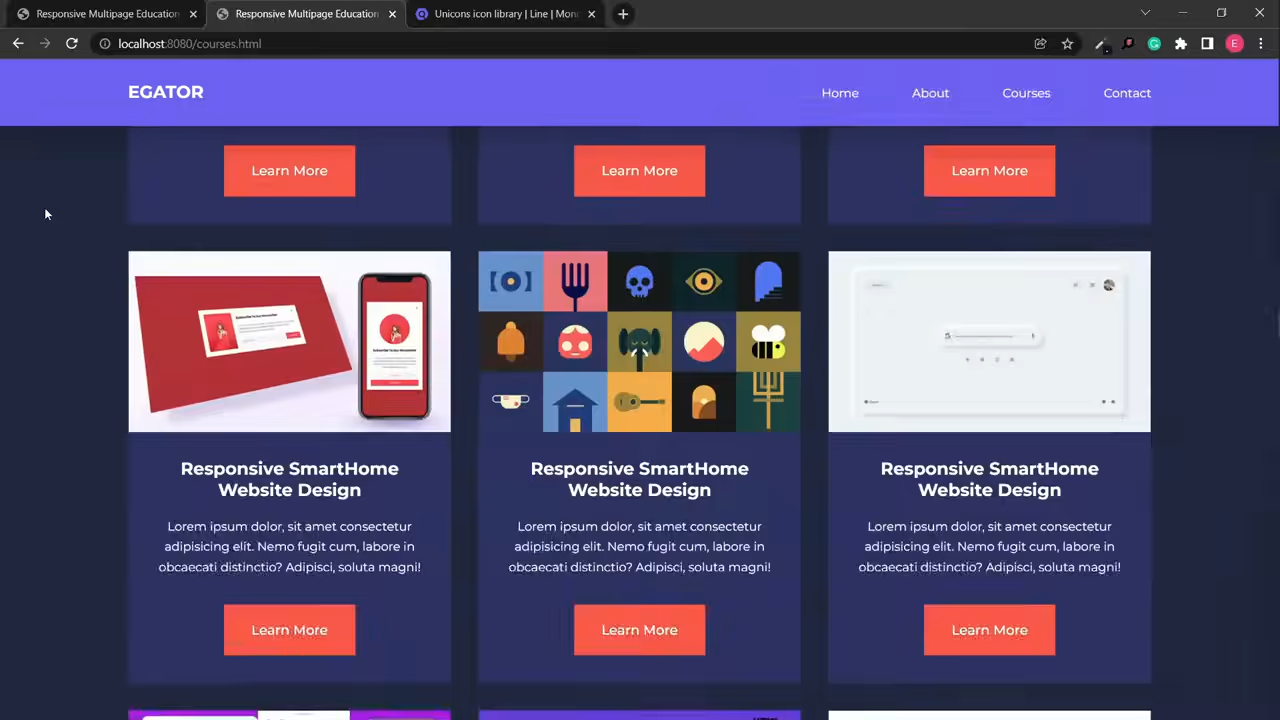 Responsive Multipage Education
Responsive Multipage Education
Unicons icon library | Line | Mon
localhost:8080/courses.html
E
EGATOR
Home
About
Courses
Contact
Learn More
Learn More
Learn More
Responsive SmartHome
Website Design
Lorem ipsum dolor, sit amet consectetur
adipisicing elit. Nemo fugit cum, labore in
obcaecati distinctio? Adipisci, soluta magni!
Learn More
Responsive SmartHome
Website Design
Lorem ipsum dolor, sit amet consectetur
adipisicing elit. Nemo fugit cum, labore in
obcaecati distinctio? Adipisci, soluta magni!
Learn More
Responsive SmartHome
Website Design
Lorem ipsum dolor, sit amet consectetur
adipisicing elit. Nemo fugit cum, labore in
obcaecati distinctio? Adipisci, soluta magni!
Learn More